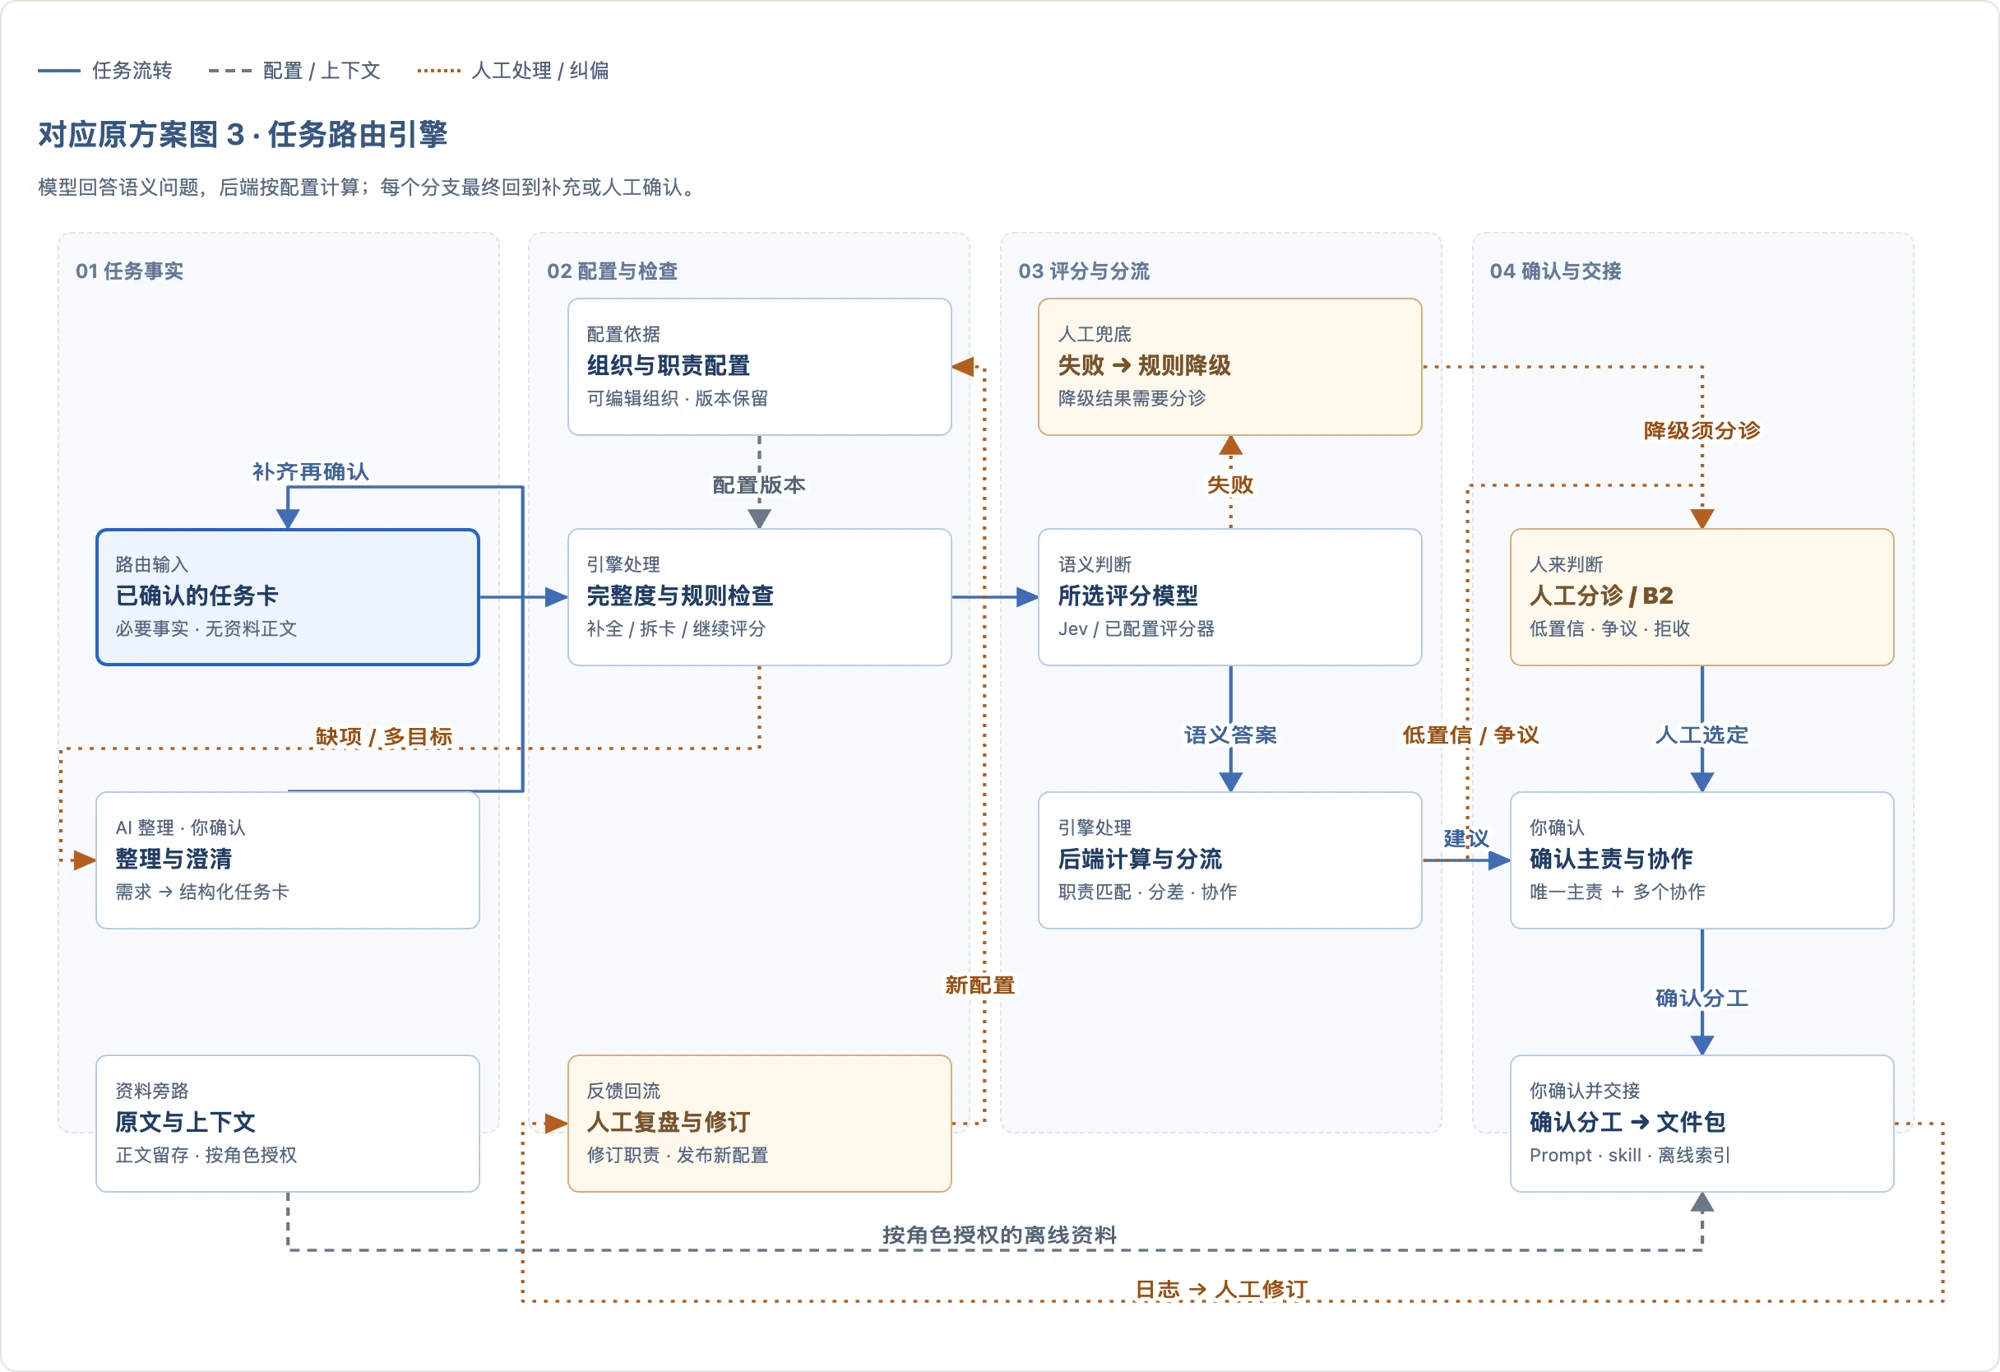 任务流转
配置 / 上下文
人工处理 / 纠偏
对应原方案图 3 · 任务路由引擎
模型回答语义问题，后端按配置计算；每个分支最终回到补充或人工确认。
01 任务事实
补齐再确认
路由输入
已确认的任务卡
必要事实 · 无资料正文
缺项 / 多目标
AI 整理 · 你确认
整理与澄清
需求 → 结构化任务卡
资料旁路
原文与上下文
正文留存 · 按角色授权
02 配置与检查
配置依据
组织与职责配置
可编辑组织 · 版本保留
配置版本
引擎处理
完整度与规则检查
补全 / 拆卡 / 继续评分
新配置
反馈回流
人工复盘与修订
修订职责 · 发布新配置
03 评分与分流
人工兜底
失败 → 规则降级
降级结果需要分诊
失败
语义判断
所选评分模型
Jev / 已配置评分器
语义答案
引擎处理
后端计算与分流
职责匹配 · 分差 · 协作
04 确认与交接
降级须分诊
人来判断
人工分诊 / B2
低置信 · 争议 · 拒收
低置信 / 争议
人工选定
建议
你确认
确认主责与协作
唯一主责 + 多个协作
确认分工
你确认并交接
确认分工 → 文件包
Prompt · skill · 离线索引
按角色授权的离线资料
日志 → 人工修订